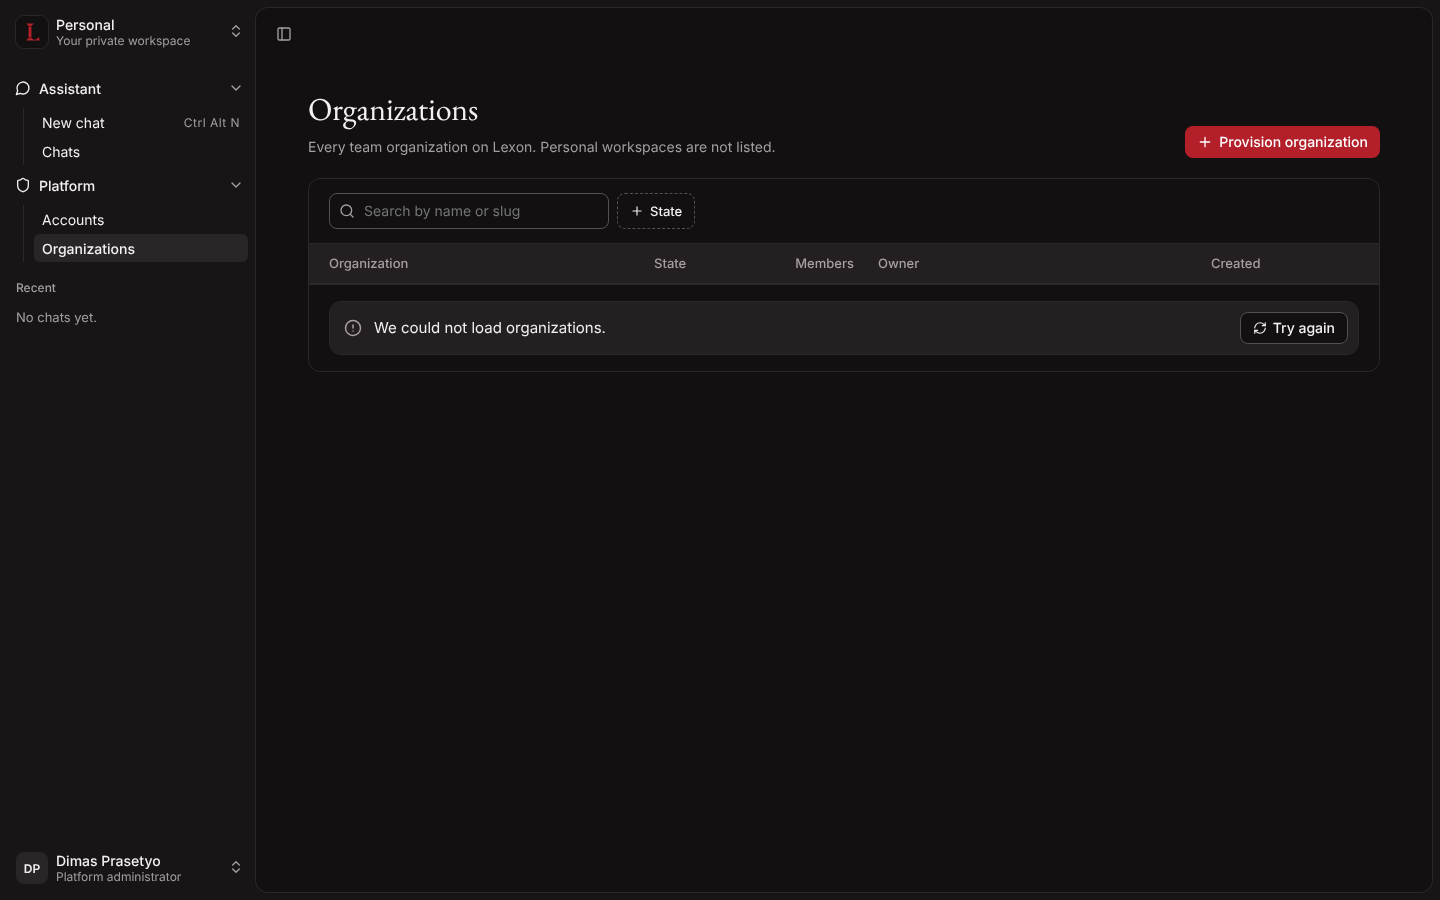 L
Personal
Your private workspace
Assistant
New chat
Ctrl Alt N
Chats
Platform
Accounts
Organizations
Recent
No chats yet.
DP
Dimas Prasetyo
Platform administrator
Organizations
Every team organization on Lexon. Personal workspaces are not listed.
Provision organization
Search by name or slug
State
Organization State Members Owner Created
We could not load organizations.
Try again